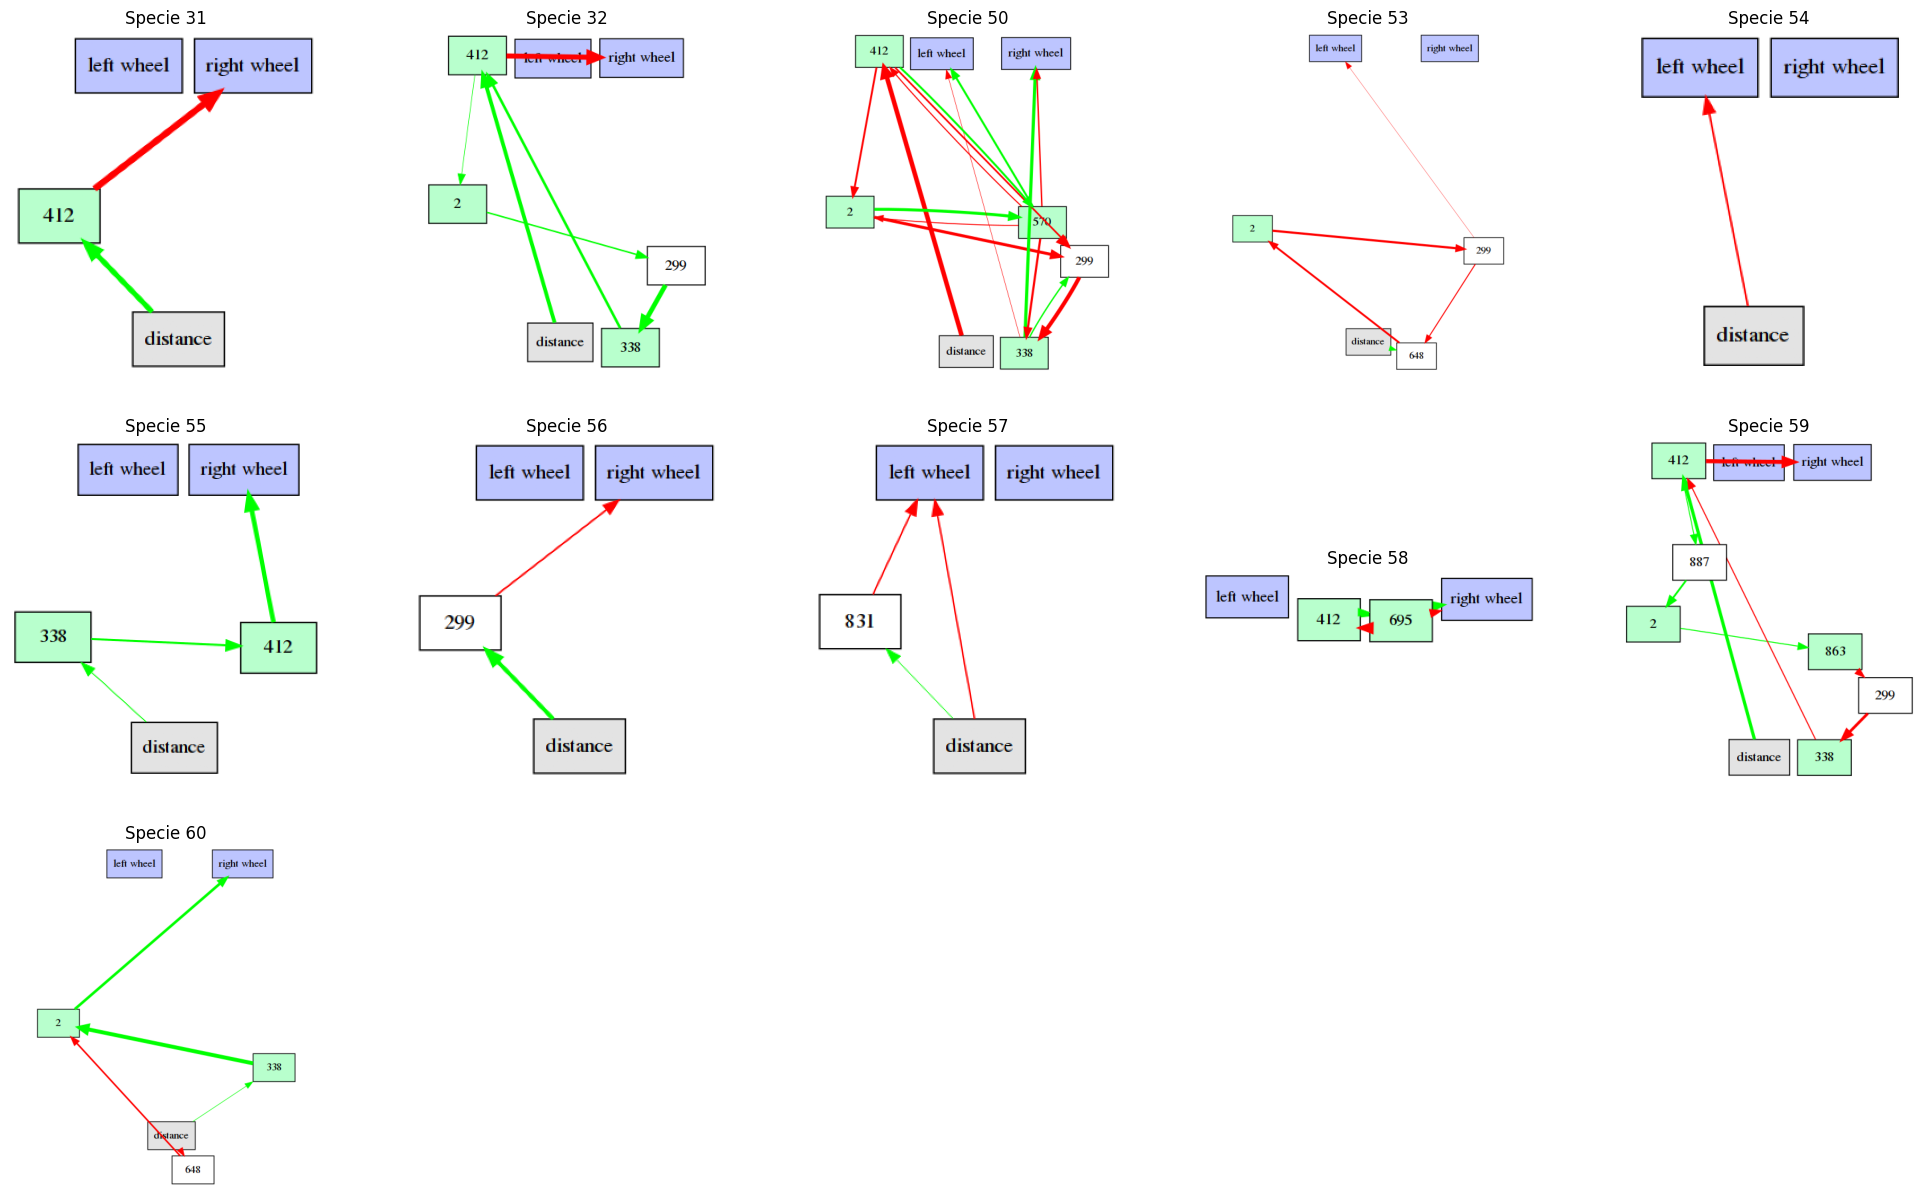 Specie 31
left wheel
right wheel
412
distance
Specie 32
412
left wheel
right wheel
2
299
distance
338
Specie 50
412
left wheel
right wheel
2
570
299
distance
338
Specie 53
left wheel
right wheel
2
299
distance
648
Specie 54
left wheel
right wheel
distance
Specie 55
left wheel
right wheel
338
412
distance
Specie 56
left wheel
right wheel
299
distance
Specie 57
left wheel
right wheel
831
distance
Specie 58
left wheel
412
695
right wheel
Specie 59
412
left wheel
right wheel
887
2
863
299
distance
338
Specie 60
left wheel
right wheel
2
338
distance
648